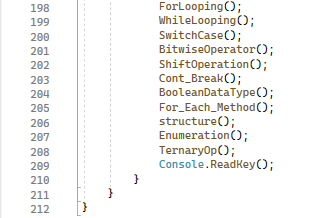 198 ForLooping();
199 WhileLooping();
200 SwitchCase();
201 BitwiseOperator();
202 ShiftOperation();
203 Cont_Break();
204 BooleanDataType();
205 For_Each_Method();
206 structure();
207 Enumeration();
208 TernaryOp();
209 Console.ReadKey();
210 }
211 }
212 }